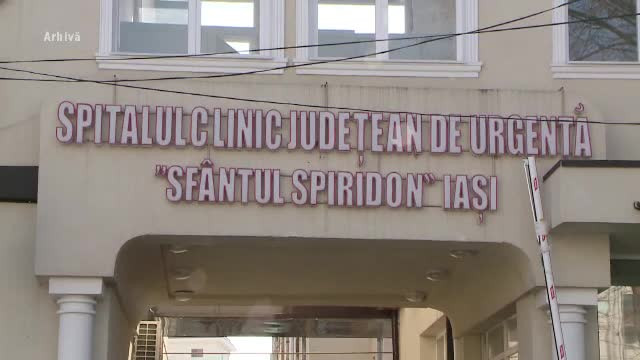 Arhivă
SPITALUL CLINIC JUDEȚEAN DE URGENȚĂ
"SFÂNTUL SPIRIDON" IAȘI